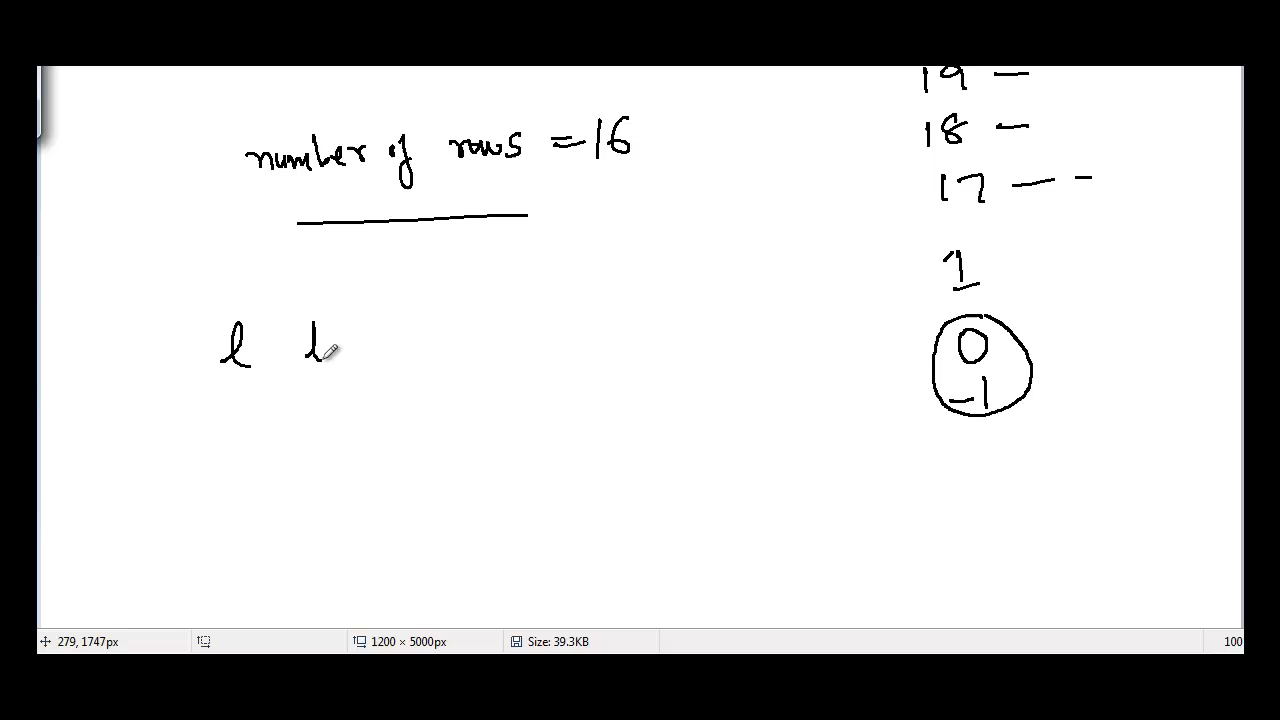 19 —
number of rows = 16
18 —
17 — -
1
l l
0
-1
279, 1747px 1200 × 5000px Size: 39.3KB 100